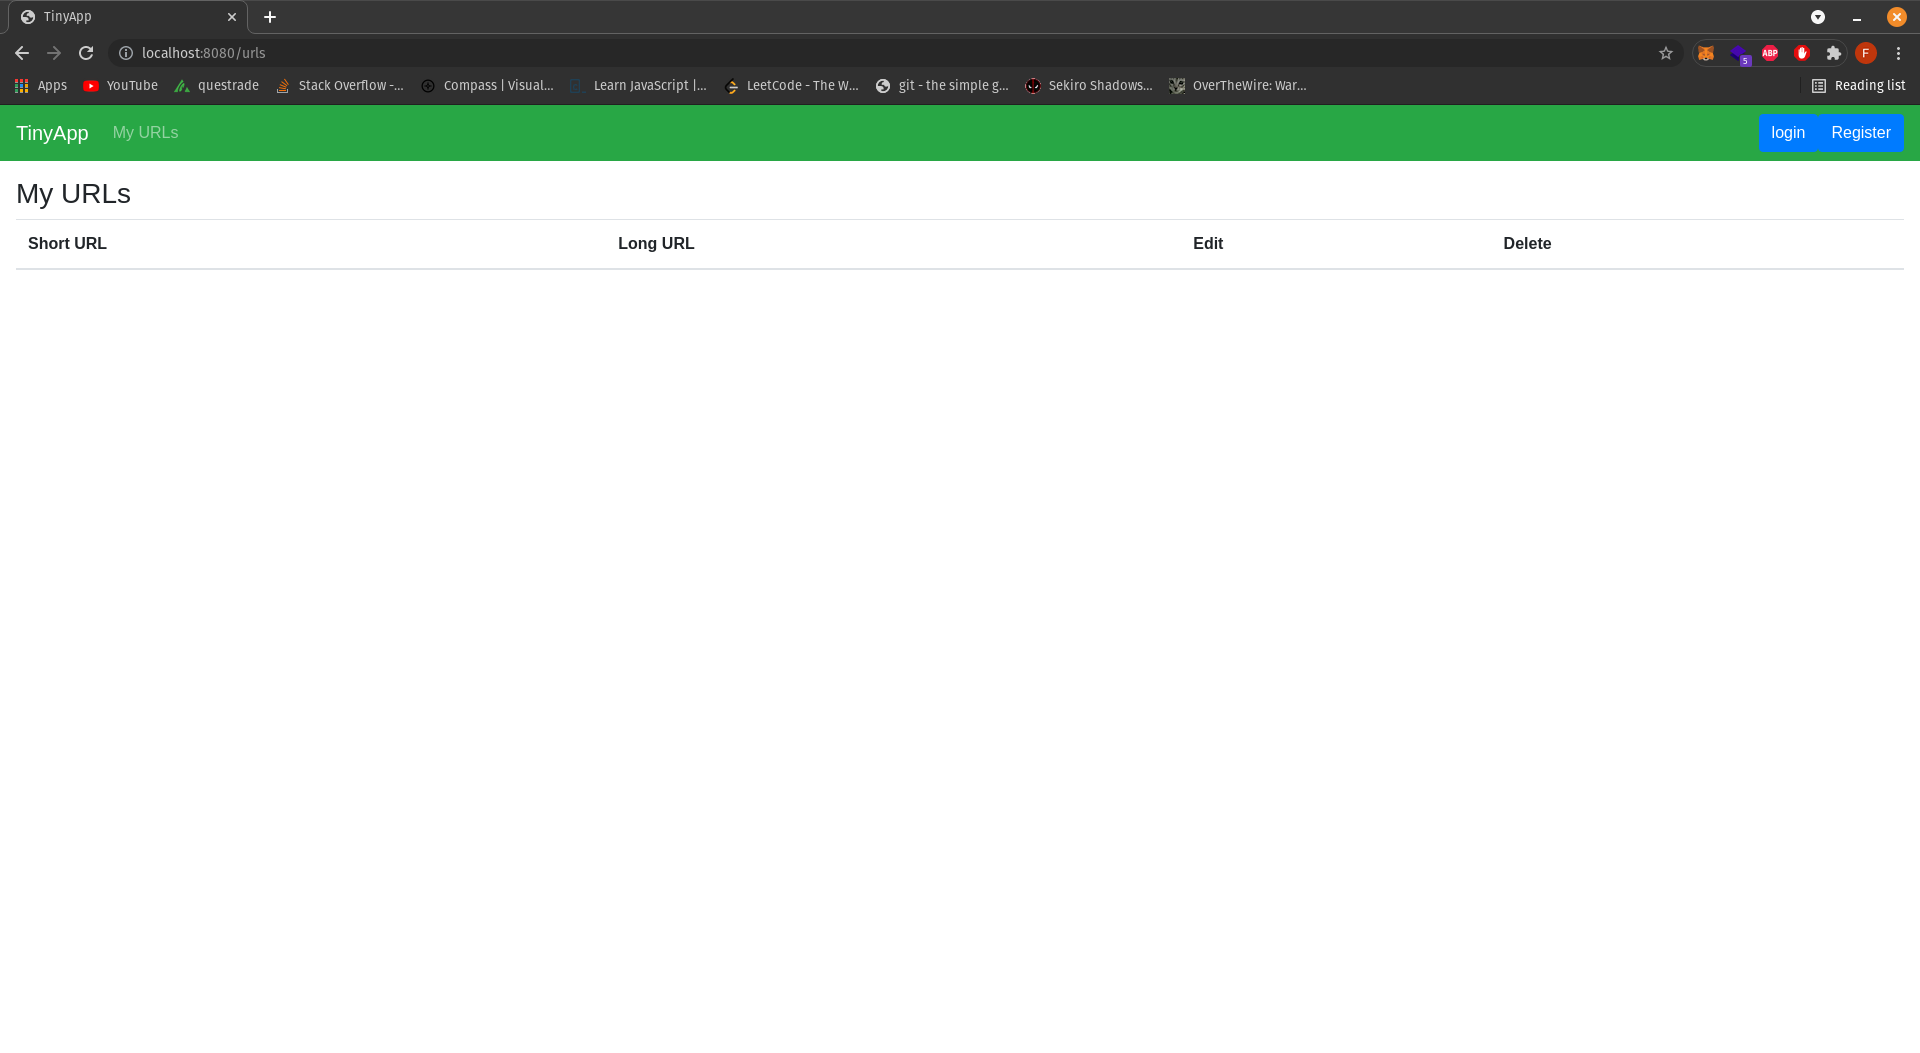 TinyApp
localhost:8080/urls
5 ABP F
Apps YouTube questrade Stack Overflow -... Compass | Visual... Learn JavaScript |... LeetCode - The W... git - the simple g... Sekiro Shadows... OverTheWire: War... Reading list
TinyApp My URLs login Register
My URLs
Short URL Long URL Edit Delete